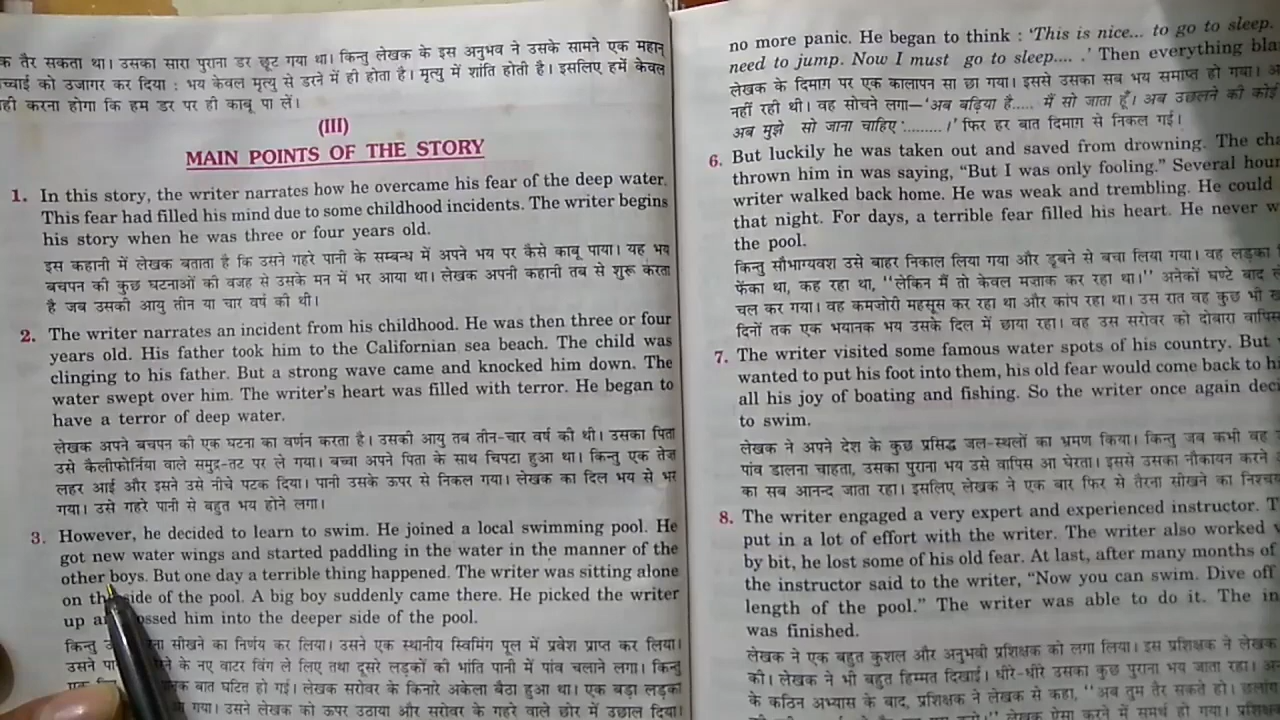 क तैर सकता था। उसका सारा पुराना डर छूट गया था। किन्तु लेखक के इस अनुभव ने उसके सामने एक महान्
च्चाई को उजागर कर दिया : भय केवल मृत्यु से डरने में ही होता है। मृत्यु में शांति होती है। इसलिए हमें केवल
ही करना होगा कि हम डर पर ही काबू पा लें।
(III)
MAIN POINTS OF THE STORY
1. In this story, the writer narrates how he overcame his fear of the deep water.
This fear had filled his mind due to some childhood incidents. The writer begins
his story when he was three or four years old.
इस कहानी में लेखक बताता है कि उसने गहरे पानी के सम्बन्ध में अपने भय पर कैसे काबू पाया। यह भय
बचपन की कुछ घटनाओं की वजह से उसके मन में भर आया था। लेखक अपनी कहानी तब से शुरू करता
है जब उसकी आयु तीन या चार वर्ष की थी।
2. The writer narrates an incident from his childhood. He was then three or four
years old. His father took him to the Californian sea beach. The child was
clinging to his father. But a strong wave came and knocked him down. The
water swept over him. The writer's heart was filled with terror. He began to
have a terror of deep water.
लेखक अपने बचपन की एक घटना का वर्णन करता है। उसकी आयु तब तीन-चार वर्ष की थी। उसका पिता
उसे कैलीफोर्निया वाले समुद्र-तट पर ले गया। बच्चा अपने पिता के साथ चिपटा हुआ था। किन्तु एक तेज़
लहर आई और इसने उसे नीचे पटक दिया। पानी उसके ऊपर से निकल गया। लेखक का दिल भय से भर
गया। उसे गहरे पानी से बहुत भय होने लगा।
3. However, he decided to learn to swim. He joined a local swimming pool. He
got new water wings and started paddling in the water in the manner of the
other boys. But one day a terrible thing happened. The writer was sitting alone
on side of the pool. A big boy suddenly came there. He picked the writer
up ossed him into the deeper side of the pool.
किन्तु सीखने का निर्णय कर लिया। उसने एक स्थानीय स्विमिंग पूल में प्रवेश प्राप्त कर लिया।
उसने के नए वाटर विंग ले लिए तथा दूसरे लड़कों की भांति पानी में पांव चलाने लगा। किन्तु
बात घटित हो गई। लेखक सरोवर के किनारे अकेला बैठा हुआ था। एक बड़ा लड़का
गया। उसने लेखक को ऊपर उठाया और सरोवर के गहरे वाले छोर में उछाल दिया।
no more panic. He began to think : 'This is nice... to go to sleep.
need to jump. Now I must go to sleep.... .' Then everything bla
लेखक के दिमाग़ पर एक कालापन सा छा गया। इससे उसका सब भय समाप्त हो गया।
नहीं रही थी। वह सोचने लगा—'अब बढ़िया है..... मैं सो जाता हूँ। अब उछलने की कोई
अब मुझे सो जाना चाहिए '.........।' फिर हर बात दिमाग़ से निकल गई।
6. But luckily he was taken out and saved from drowning. The cha
thrown him in was saying, “But I was only fooling.” Several hour
writer walked back home. He was weak and trembling. He could
that night. For days, a terrible fear filled his heart. He never w
the pool.
किन्तु सौभाग्यवश उसे बाहर निकाल लिया गया और डूबने से बचा लिया गया। वह लड़का
फेंका था, कह रहा था, “लेकिन मैं तो केवल मज़ाक कर रहा था।” अनेकों घण्टे बाद
चल कर गया। वह कमजोरी महसूस कर रहा था और कांप रहा था। उस रात वह कुछ भी
दिनों तक एक भयानक भय उसके दिल में छाया रहा। वह उस सरोवर को दोबारा वापिस
7. The writer visited some famous water spots of his country. But
wanted to put his foot into them, his old fear would come back to h
all his joy of boating and fishing. So the writer once again deci
to swim.
लेखक ने अपने देश के कुछ प्रसिद्ध जल-स्थलों का भ्रमण किया। किन्तु जब कभी वह
पांव डालना चाहता, उसका पुराना भय उसे वापिस आ घेरता। इससे उसका नौकायन करने
का सब आनन्द जाता रहा। इसलिए लेखक ने एक बार फिर से तैरना सीखने का निश्चय
8. The writer engaged a very expert and experienced instructor. T
put in a lot of effort with the writer. The writer also worked
by bit, he lost some of his old fear. At last, after many months of
the instructor said to the writer, “Now you can swim. Dive off
length of the pool.” The writer was able to do it. The in
was finished.
लेखक ने एक बहुत कुशल और अनुभवी प्रशिक्षक को लगा लिया। इस प्रशिक्षक ने लेखक
की। लेखक ने भी बहुत हिम्मत दिखाई। धीरे-धीरे उसका कुछ पुराना भय जाता रहा।
के कठिन अभ्यास के बाद, प्रशिक्षक ने लेखक से कहा, “अब तुम तैर सकते हो।
लेखक ऐसा करने में समर्थ हो गया।